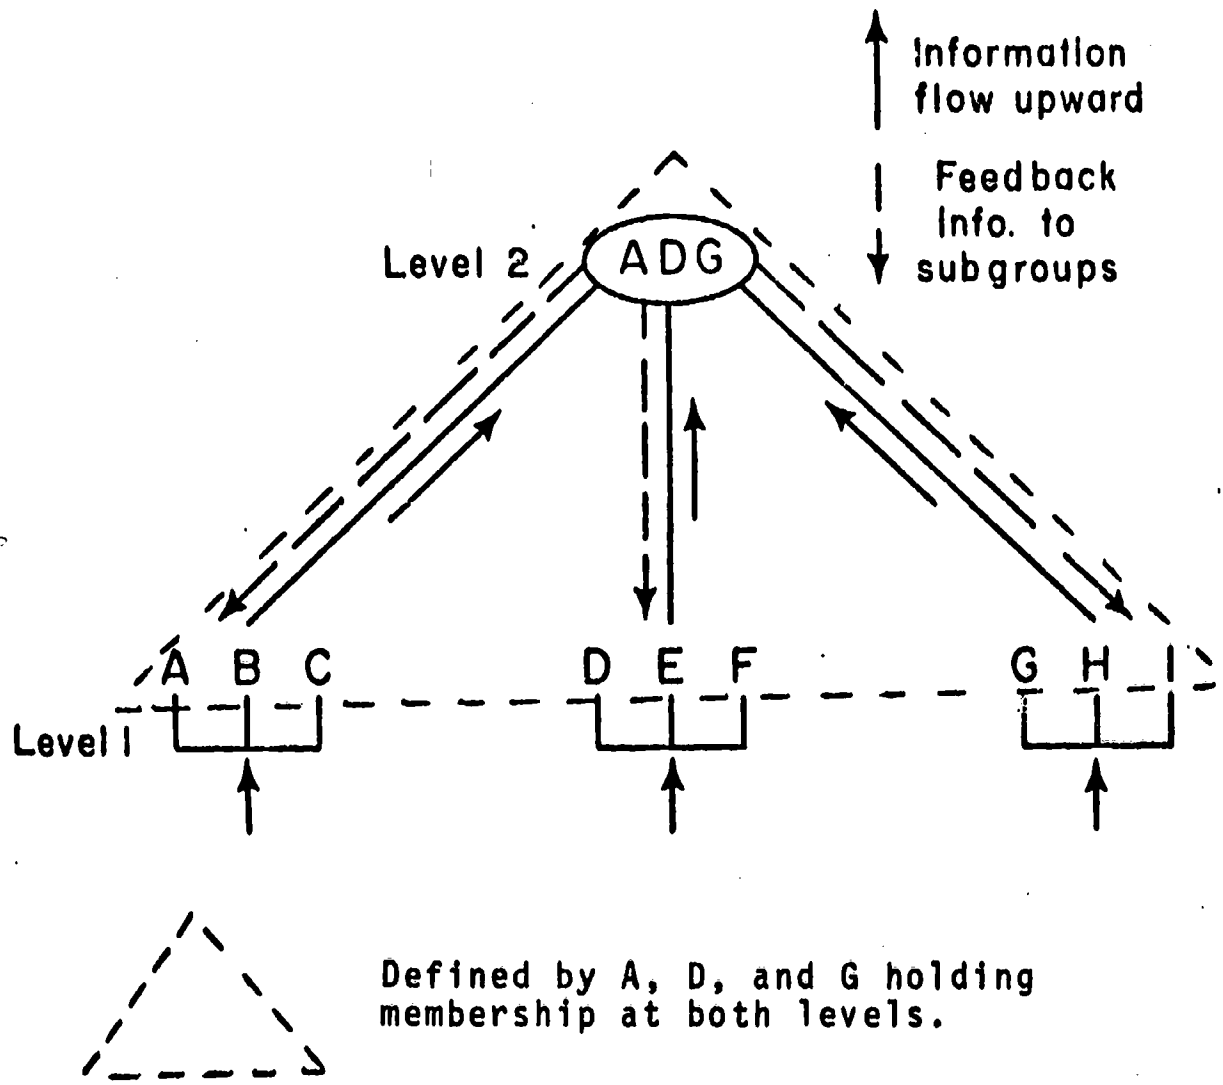 Information
flow upward
Feedback
Info. to
subgroups
Level 2
ADG
A B C
D E F
G H I
Level 1
Defined by A, D, and G holding
membership at both levels.